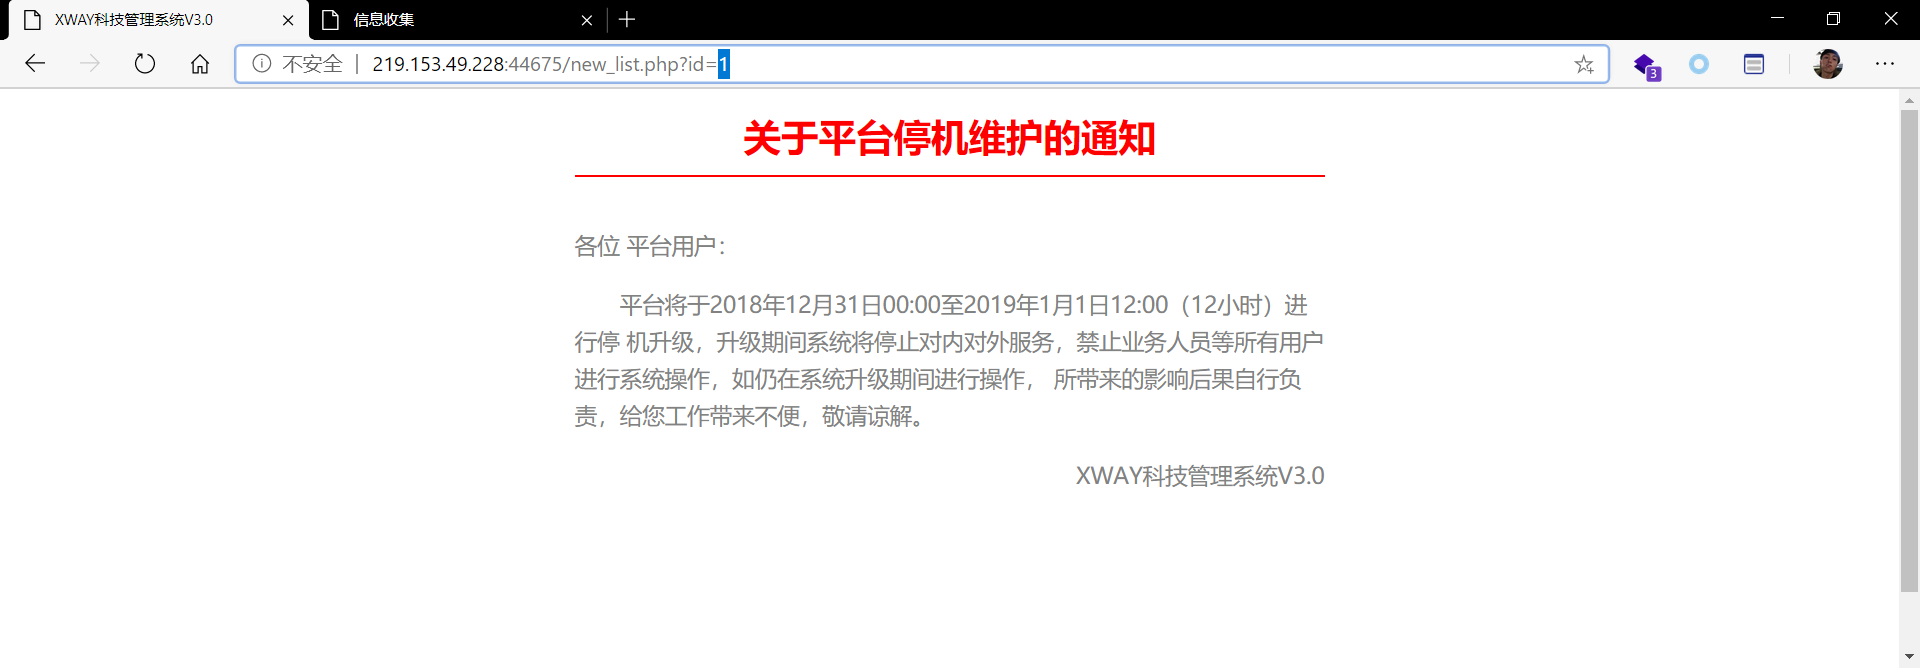 XWAY科技管理系统V3.0
信息收集
不安全 | 219.153.49.228:44675/new_list.php?id=1
3
关于平台停机维护的通知
各位 平台用户：
平台将于2018年12月31日00:00至2019年1月1日12:00（12小时）进
行停 机升级，升级期间系统将停止对内对外服务，禁止业务人员等所有用户
进行系统操作，如仍在系统升级期间进行操作， 所带来的影响后果自行负
责，给您工作带来不便，敬请谅解。
XWAY科技管理系统V3.0